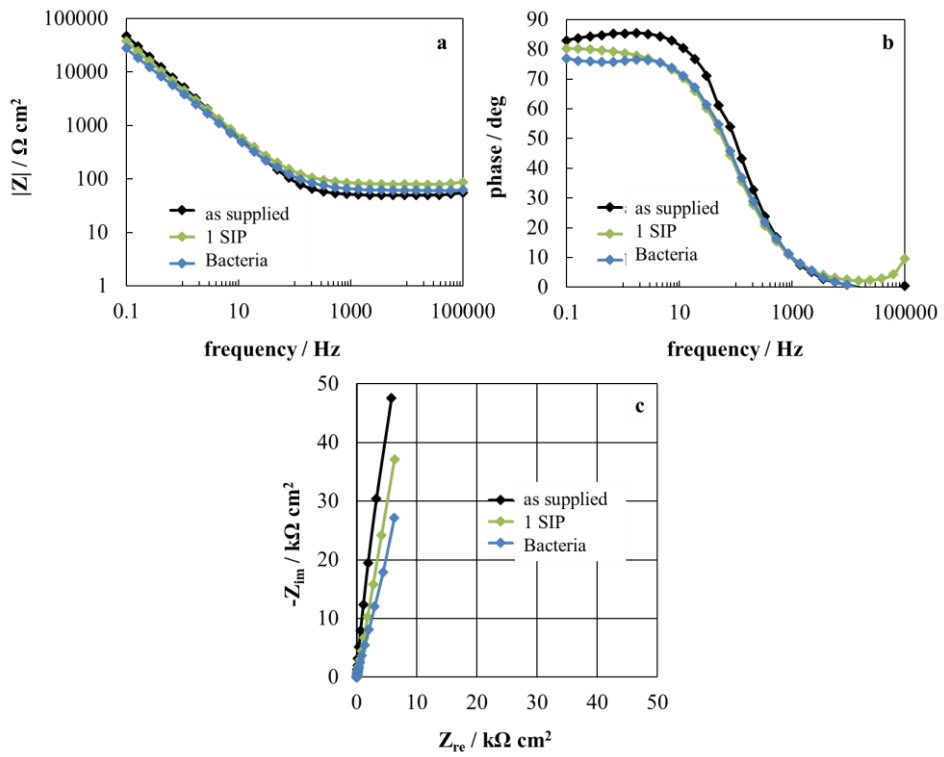 a
100000
10000
1000
100
10
1
|Z| / Ω cm²
as supplied
1 SIP
Bacteria
0.1
10
1000
100000
frequency / Hz
b
90
80
70
60
50
40
30
20
10
0
phase / deg
as supplied
1 SIP
Bacteria
0.1
10
1000
100000
frequency / Hz
c
50
40
30
20
10
0
-Zim / kΩ cm²
as supplied
1 SIP
Bacteria
0
10
20
30
40
50
Zre / kΩ cm²